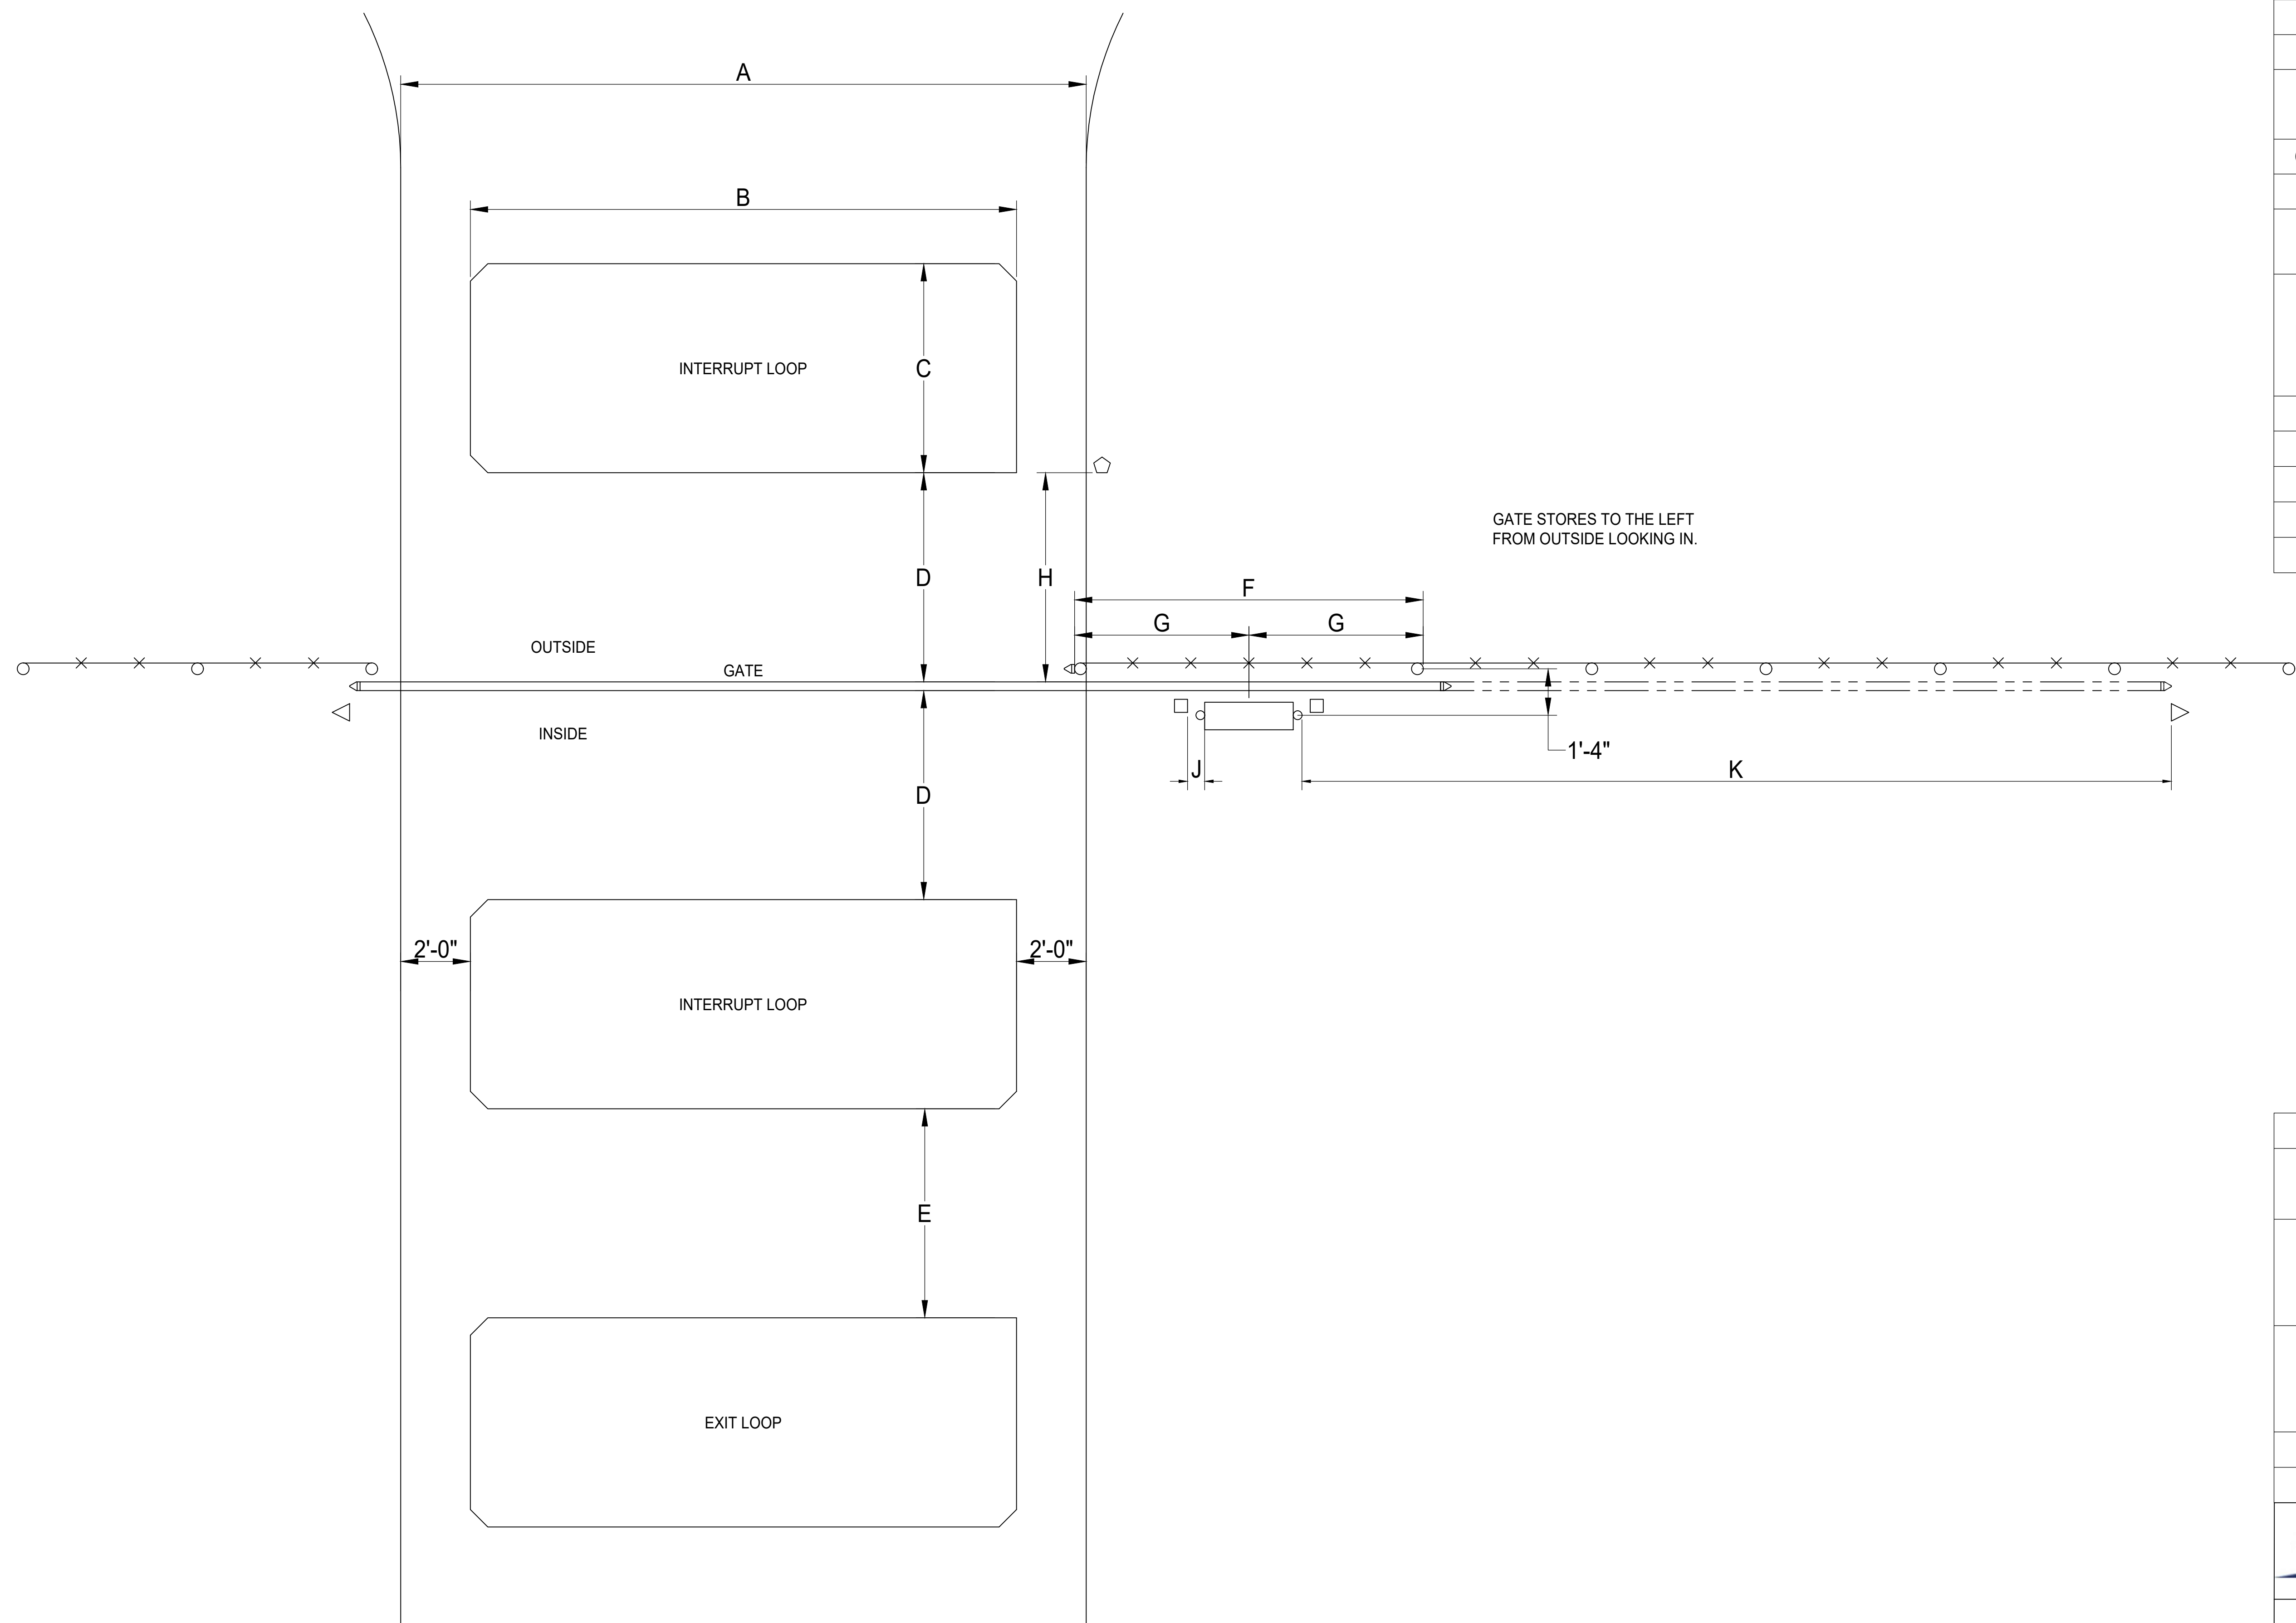 A
B
INTERRUPT LOOP
C
GATE STORES TO THE LEFT
FROM OUTSIDE LOOKING IN.
D
H
F
G
G
OUTSIDE
GATE
INSIDE
1'-4"
J
K
D
2'-0"
2'-0"
INTERRUPT LOOP
E
EXIT LOOP